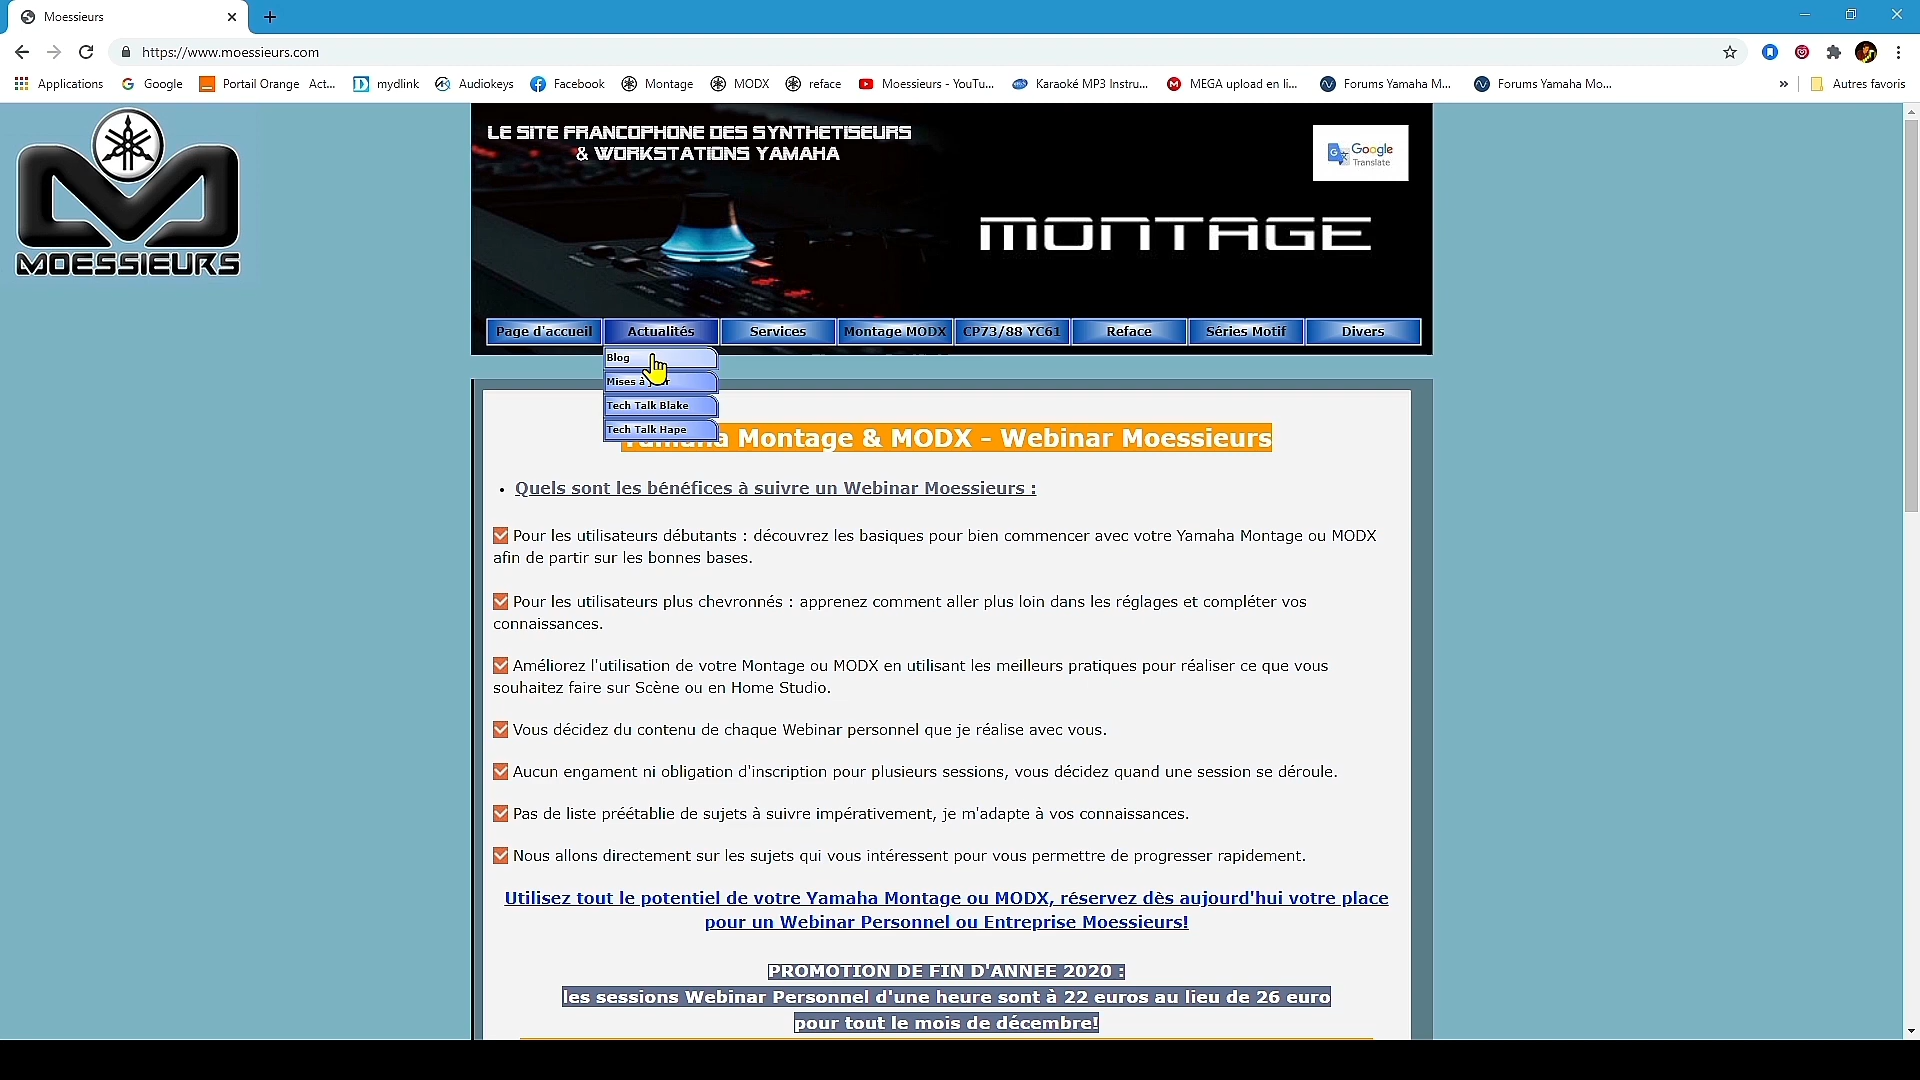 Moessieurs
https://www.moessieurs.com
Applications
Google
Portail Orange Act...
mydlink
Audiokeys
Facebook
Montage
MODX
reface
Moessieurs - YouTu...
Karaoké MP3 Instru...
MEGA upload en li...
Forums Yamaha M...
Forums Yamaha Mo...
»
Autres favoris
MOESSIEURS
LE SITE FRANCOPHONE DES SYNTHETISEURS
& WORKSTATIONS YAMAHA
Google
Translate
MONTAGE
Page d'accueil
Actualités
Services
Montage MODX
CP73/88 YC61
Reface
Séries Motif
Divers
Blog
Mises à
Tech Talk Blake
Tech Talk Hape
Montage & MODX - Webinar Moessieurs
• Quels sont les bénéfices à suivre un Webinar Moessieurs :
Pour les utilisateurs débutants : découvrez les basiques pour bien commencer avec votre Yamaha Montage ou MODX
afin de partir sur les bonnes bases.
Pour les utilisateurs plus chevronnés : apprenez comment aller plus loin dans les réglages et compléter vos
connaissances.
Améliorez l'utilisation de votre Montage ou MODX en utilisant les meilleurs pratiques pour réaliser ce que vous
souhaitez faire sur Scène ou en Home Studio.
Vous décidez du contenu de chaque Webinar personnel que je réalise avec vous.
Aucun engament ni obligation d'inscription pour plusieurs sessions, vous décidez quand une session se déroule.
Pas de liste préétablie de sujets à suivre impérativement, je m'adapte à vos connaissances.
Nous allons directement sur les sujets qui vous intéressent pour vous permettre de progresser rapidement.
Utilisez tout le potentiel de votre Yamaha Montage ou MODX, réservez dès aujourd'hui votre place
pour un Webinar Personnel ou Entreprise Moessieurs!
PROMOTION DE FIN D'ANNEE 2020 :
les sessions Webinar Personnel d'une heure sont à 22 euros au lieu de 26 euro
pour tout le mois de décembre!